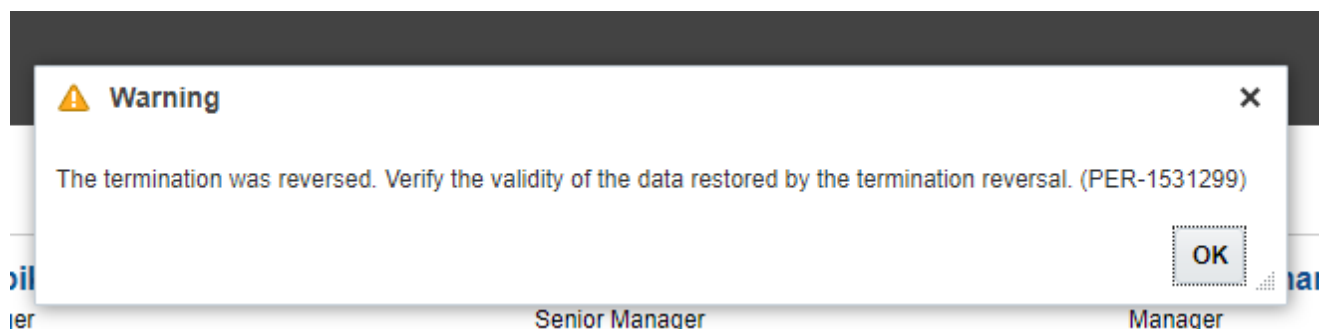 Warning
The termination was reversed. Verify the validity of the data restored by the termination reversal. (PER-1531299)
OK
Senior Manager
Manager